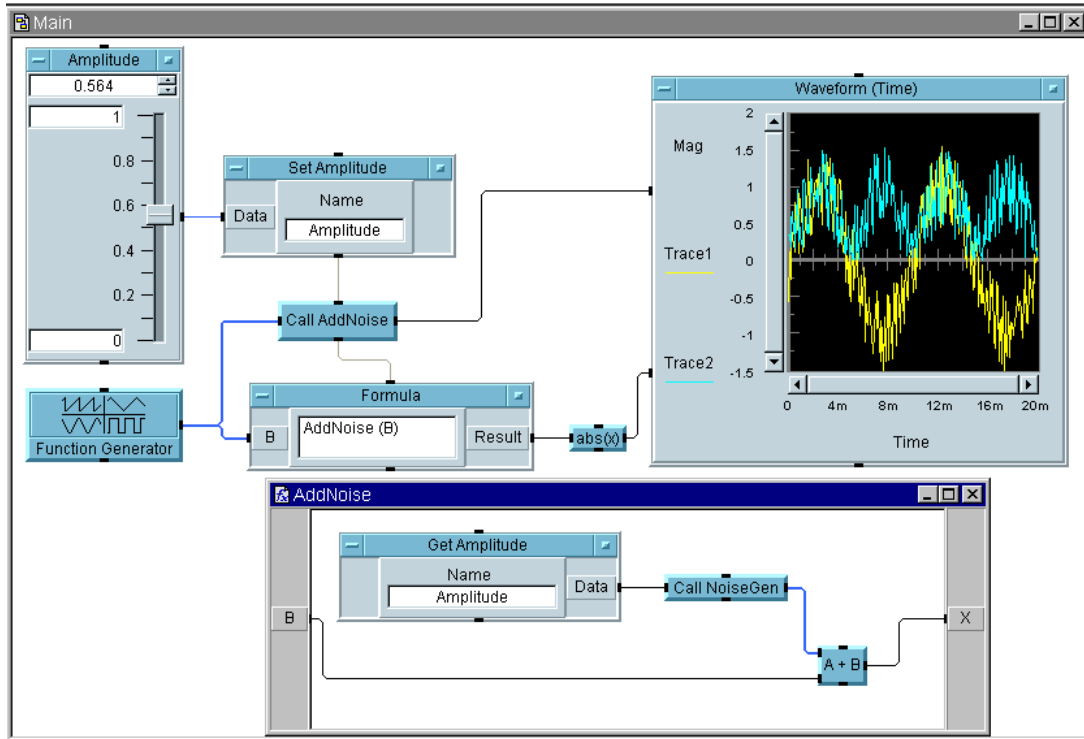 Main
Amplitude
0.564
1
0.8
0.6
0.4
0.2
0
Set Amplitude
Data
Name
Amplitude
Call AddNoise
Function Generator
Formula
B
AddNoise (B)
Result
abs(x)
Waveform (Time)
Mag
Trace1
Trace2
2
1.5
1
0.5
0
-0.5
-1
-1.5
0 4m 8m 12m 16m 20m
Time
AddNoise
B
Get Amplitude
Name
Amplitude
Data
Call NoiseGen
A + B
X